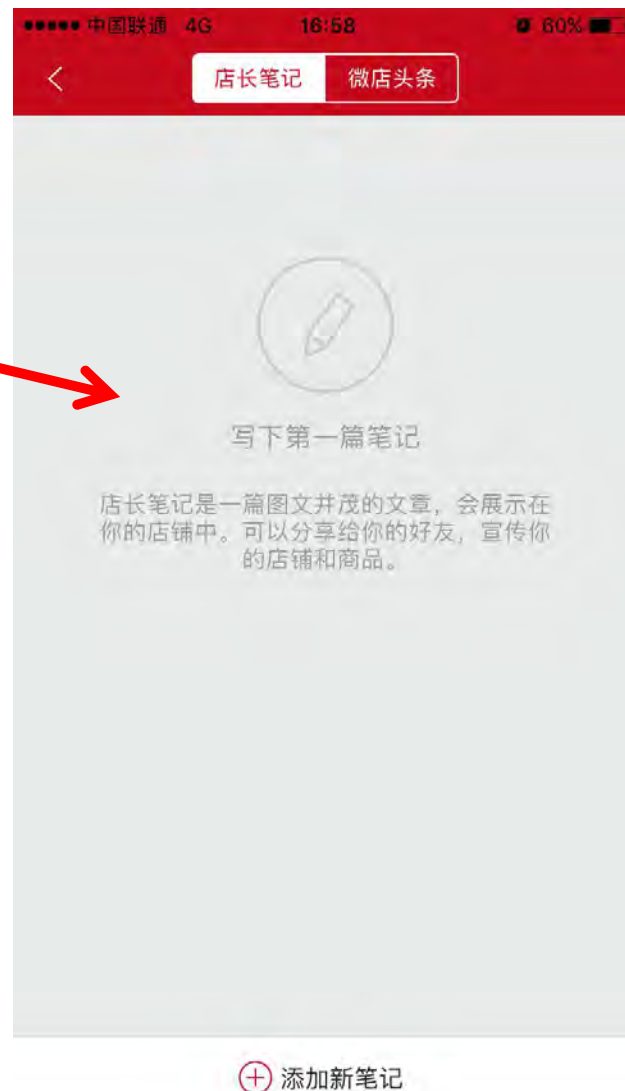 中国联通 4G 16:58 60%
店长笔记 微店头条
写下第一篇笔记
店长笔记是一篇图文并茂的文章，会展示在
你的店铺中。可以分享给你的好友，宣传你
的店铺和商品。
添加新笔记